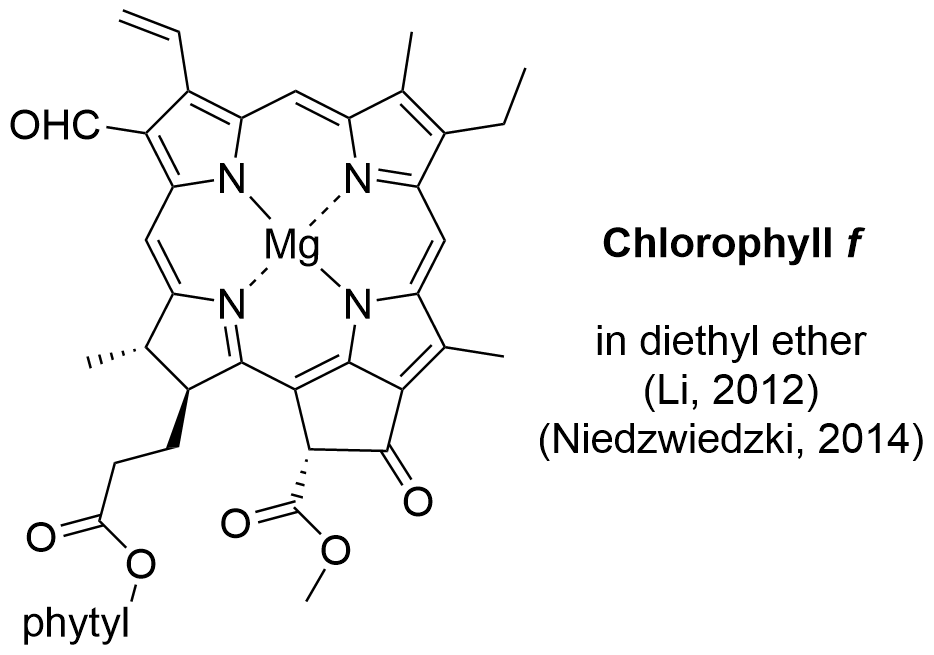 OHC
N
N
Mg
N
N
Chlorophyll f
in diethyl ether
(Li, 2012)
(Niedzwiedzki, 2014)
O
O
O
O
O
phytyl